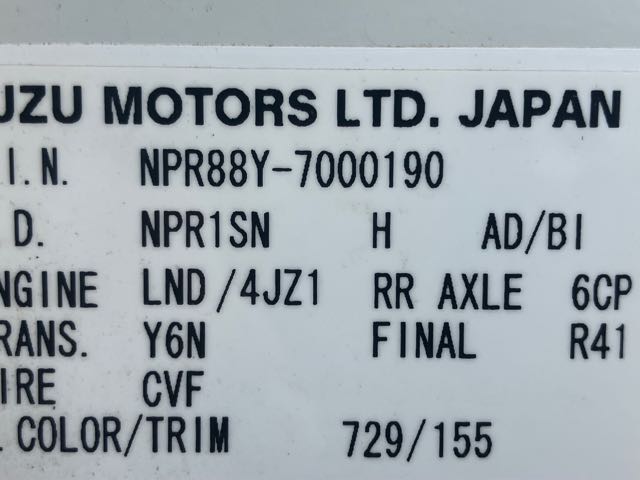 UZU MOTORS LTD. JAPAN
.I.N. NPR88Y-7000190
.D. NPR1SN H AD/BI
NGINE LND/4JZ1 RR AXLE 6CP
RANS. Y6N FINAL R41
IRE CVF
. COLOR/TRIM 729/155